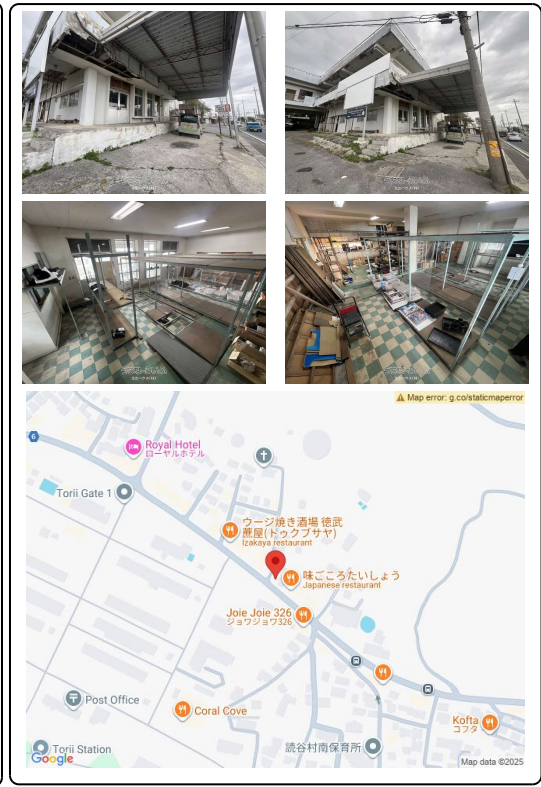 ⚠ Map error: g.co/staticmaperror
6
Royal Hotel
ローヤルホテル
Torii Gate 1
ウージ焼き酒場 徳武
蔗屋(トゥクブサヤ)
Izakaya restaurant
味ごころたいしょう
Japanese restaurant
Joie Joie 326
ジョワジョワ326
Post Office
Coral Cove
Kofta
コフタ
Torii Station
読谷村南保育所
Google
Map data ©2025